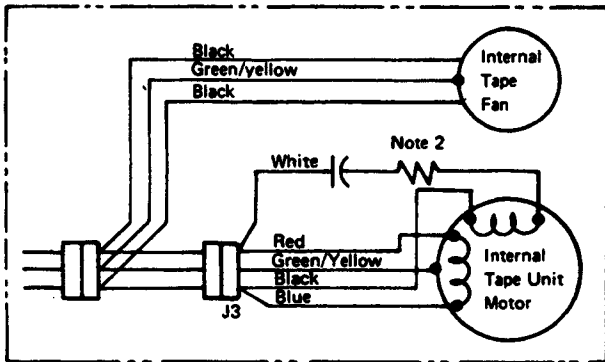 Black
Green/yellow
Black
Internal
Tape
Fan
Note 2
White
Red
Green/Yellow
Black
Blue
J3
Internal
Tape Unit
Motor